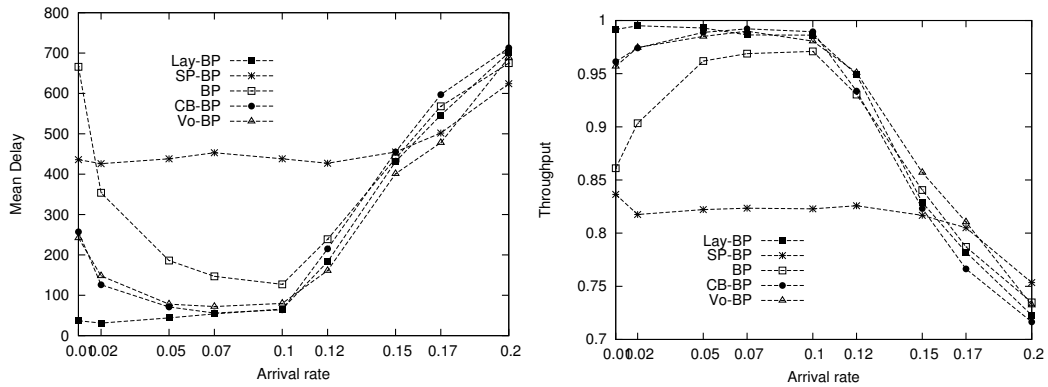 800
700
600
500
400
300
200
100
0
Mean Delay
Lay-BP
SP-BP
BP
CB-BP
Vo-BP
0.01 0.02 0.05 0.07 0.1 0.12 0.15 0.17 0.2
Arrival rate
1
0.95
0.9
0.85
0.8
0.75
0.7
Throughput
Lay-BP
SP-BP
BP
CB-BP
Vo-BP
0.01 0.02 0.05 0.07 0.1 0.12 0.15 0.17 0.2
Arrival rate